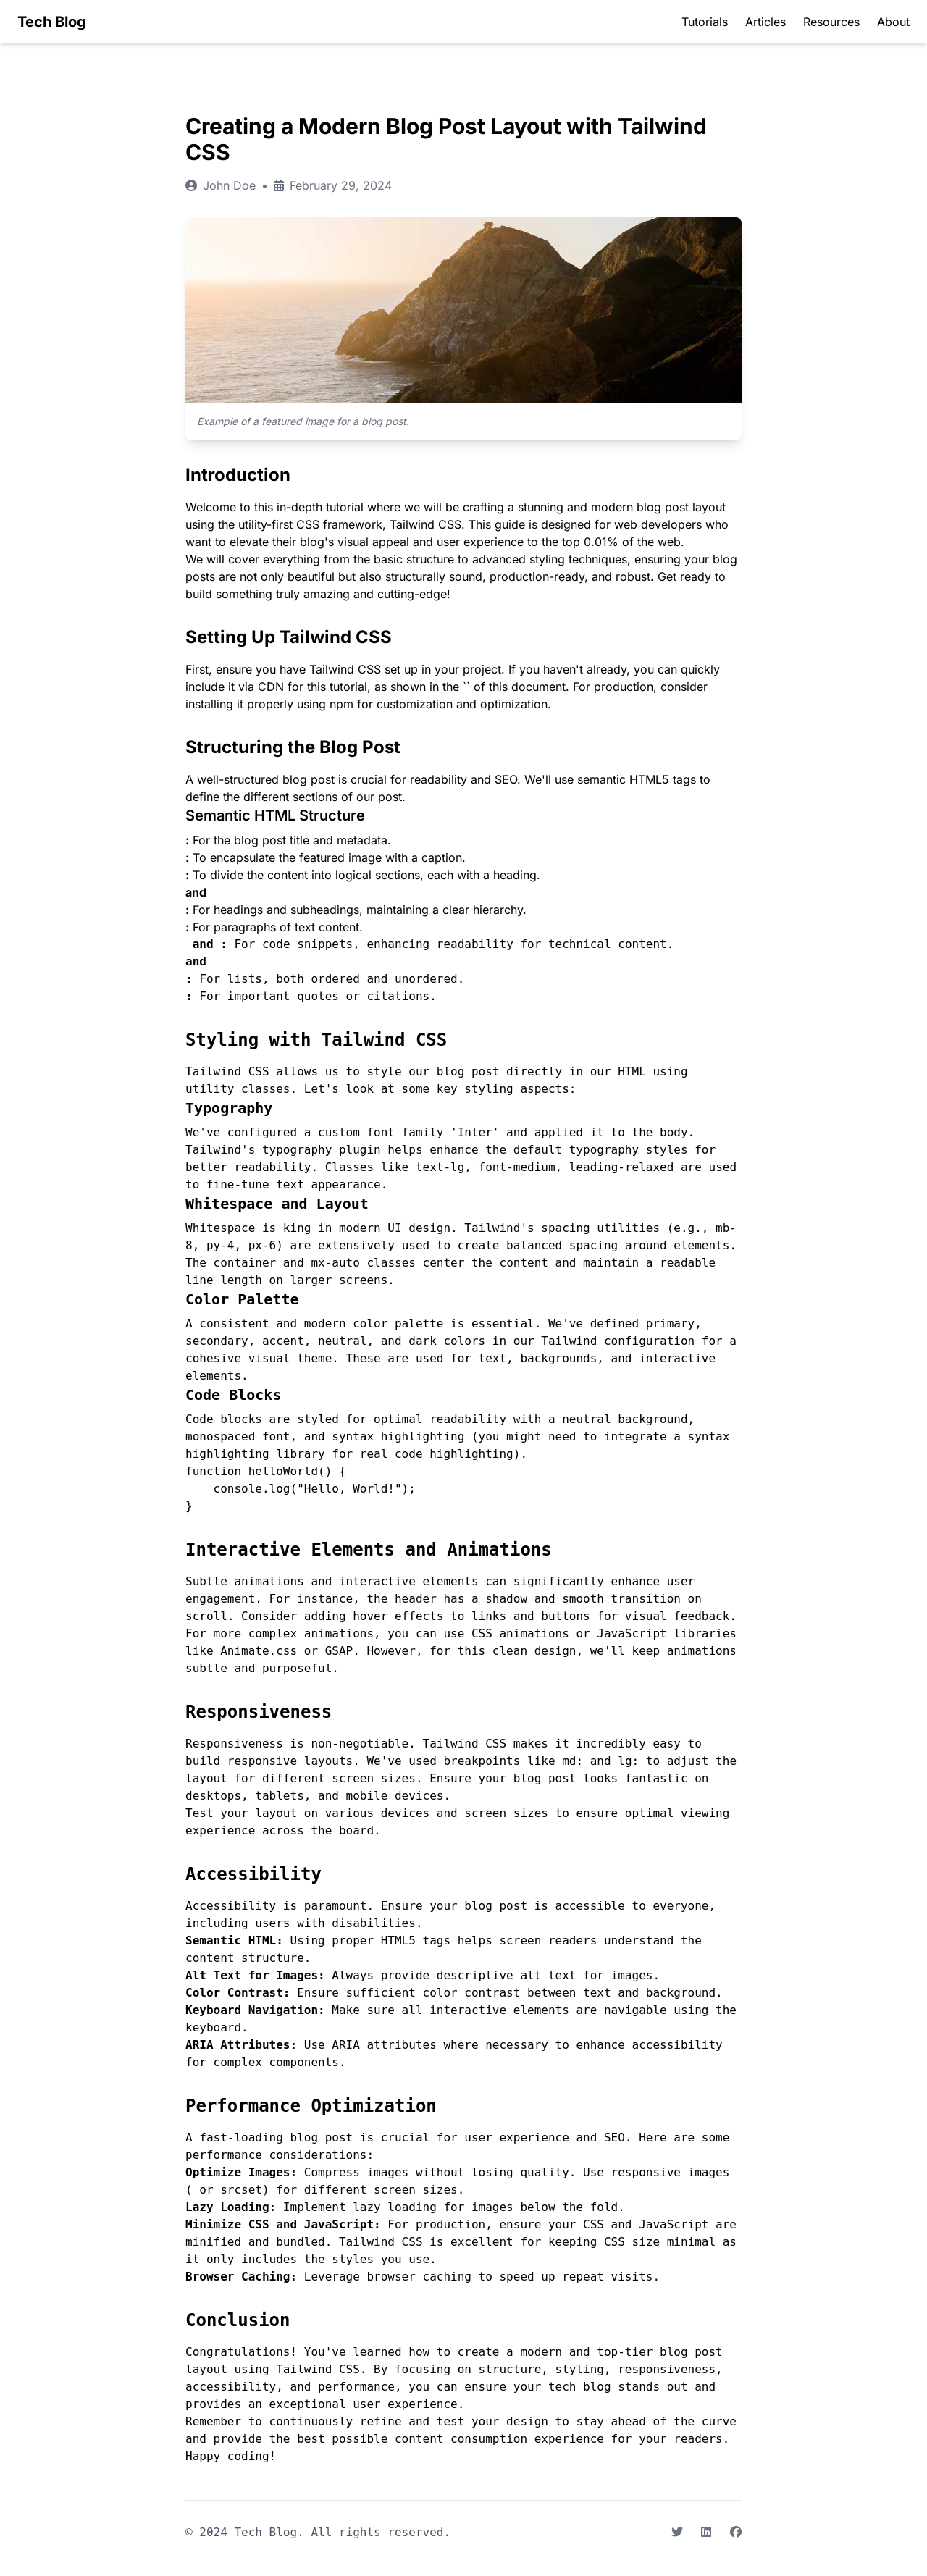 Tech Blog
Tutorials Articles Resources About
Creating a Modern Blog Post Layout with Tailwind
CSS
John Doe • February 29, 2024
Example of a featured image for a blog post.
Introduction
Welcome to this in-depth tutorial where we will be crafting a stunning and modern blog post layout
using the utility-first CSS framework, Tailwind CSS. This guide is designed for web developers who
want to elevate their blog's visual appeal and user experience to the top 0.01% of the web.
We will cover everything from the basic structure to advanced styling techniques, ensuring your blog
posts are not only beautiful but also structurally sound, production-ready, and robust. Get ready to
build something truly amazing and cutting-edge!
Setting Up Tailwind CSS
First, ensure you have Tailwind CSS set up in your project. If you haven't already, you can quickly
include it via CDN for this tutorial, as shown in the `` of this document. For production, consider
installing it properly using npm for customization and optimization.
Structuring the Blog Post
A well-structured blog post is crucial for readability and SEO. We'll use semantic HTML5 tags to
define the different sections of our post.
Semantic HTML Structure
: For the blog post title and metadata.
: To encapsulate the featured image with a caption.
: To divide the content into logical sections, each with a heading.
and
: For headings and subheadings, maintaining a clear hierarchy.
: For paragraphs of text content.
and : For code snippets, enhancing readability for technical content.
and
: For lists, both ordered and unordered.
: For important quotes or citations.
Styling with Tailwind CSS
Tailwind CSS allows us to style our blog post directly in our HTML using
utility classes. Let's look at some key styling aspects:
Typography
We've configured a custom font family 'Inter' and applied it to the body.
Tailwind's typography plugin helps enhance the default typography styles for
better readability. Classes like text-lg, font-medium, leading-relaxed are used
to fine-tune text appearance.
Whitespace and Layout
Whitespace is king in modern UI design. Tailwind's spacing utilities (e.g., mb-
8, py-4, px-6) are extensively used to create balanced spacing around elements.
The container and mx-auto classes center the content and maintain a readable
line length on larger screens.
Color Palette
A consistent and modern color palette is essential. We've defined primary,
secondary, accent, neutral, and dark colors in our Tailwind configuration for a
cohesive visual theme. These are used for text, backgrounds, and interactive
elements.
Code Blocks
Code blocks are styled for optimal readability with a neutral background,
monospaced font, and syntax highlighting (you might need to integrate a syntax
highlighting library for real code highlighting).
function helloWorld() {
    console.log("Hello, World!");
}
Interactive Elements and Animations
Subtle animations and interactive elements can significantly enhance user
engagement. For instance, the header has a shadow and smooth transition on
scroll. Consider adding hover effects to links and buttons for visual feedback.
For more complex animations, you can use CSS animations or JavaScript libraries
like Animate.css or GSAP. However, for this clean design, we'll keep animations
subtle and purposeful.
Responsiveness
Responsiveness is non-negotiable. Tailwind CSS makes it incredibly easy to
build responsive layouts. We've used breakpoints like md: and lg: to adjust the
layout for different screen sizes. Ensure your blog post looks fantastic on
desktops, tablets, and mobile devices.
Test your layout on various devices and screen sizes to ensure optimal viewing
experience across the board.
Accessibility
Accessibility is paramount. Ensure your blog post is accessible to everyone,
including users with disabilities.
Semantic HTML: Using proper HTML5 tags helps screen readers understand the
content structure.
Alt Text for Images: Always provide descriptive alt text for images.
Color Contrast: Ensure sufficient color contrast between text and background.
Keyboard Navigation: Make sure all interactive elements are navigable using the
keyboard.
ARIA Attributes: Use ARIA attributes where necessary to enhance accessibility
for complex components.
Performance Optimization
A fast-loading blog post is crucial for user experience and SEO. Here are some
performance considerations:
Optimize Images: Compress images without losing quality. Use responsive images
( or srcset) for different screen sizes.
Lazy Loading: Implement lazy loading for images below the fold.
Minimize CSS and JavaScript: For production, ensure your CSS and JavaScript are
minified and bundled. Tailwind CSS is excellent for keeping CSS size minimal as
it only includes the styles you use.
Browser Caching: Leverage browser caching to speed up repeat visits.
Conclusion
Congratulations! You've learned how to create a modern and top-tier blog post
layout using Tailwind CSS. By focusing on structure, styling, responsiveness,
accessibility, and performance, you can ensure your tech blog stands out and
provides an exceptional user experience.
Remember to continuously refine and test your design to stay ahead of the curve
and provide the best possible content consumption experience for your readers.
Happy coding!
© 2024 Tech Blog. All rights reserved.